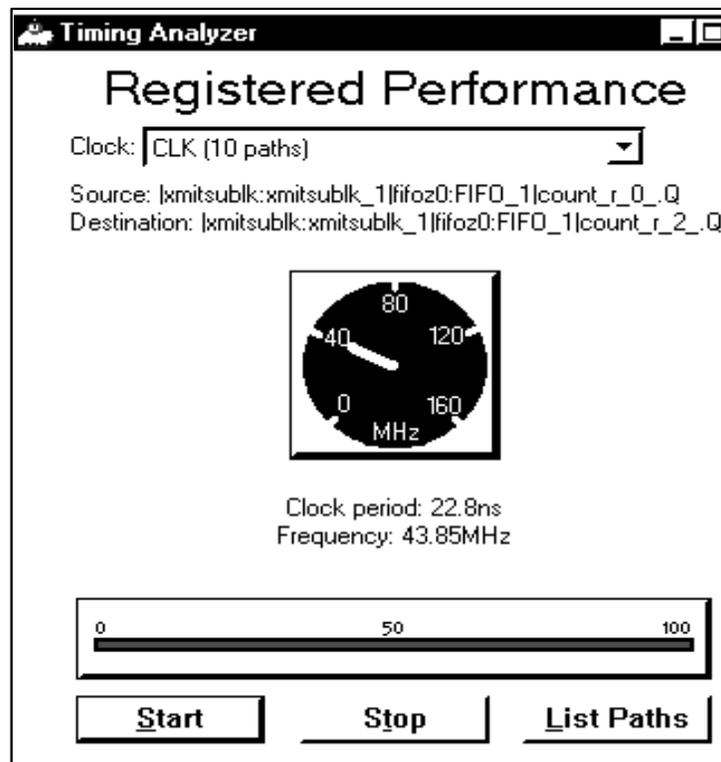 Timing Analyzer
Registered Performance
Clock: CLK (10 paths)
Source: |xmitsublk:xmitsublk_1|fifoz0:FIFO_1|count_r_0_.Q
Destination: |xmitsublk:xmitsublk_1|fifoz0:FIFO_1|count_r_2_.Q
80
40 120
0 160
MHz
Clock period: 22.8ns
Frequency: 43.85MHz
0 50 100
Start Stop List Paths